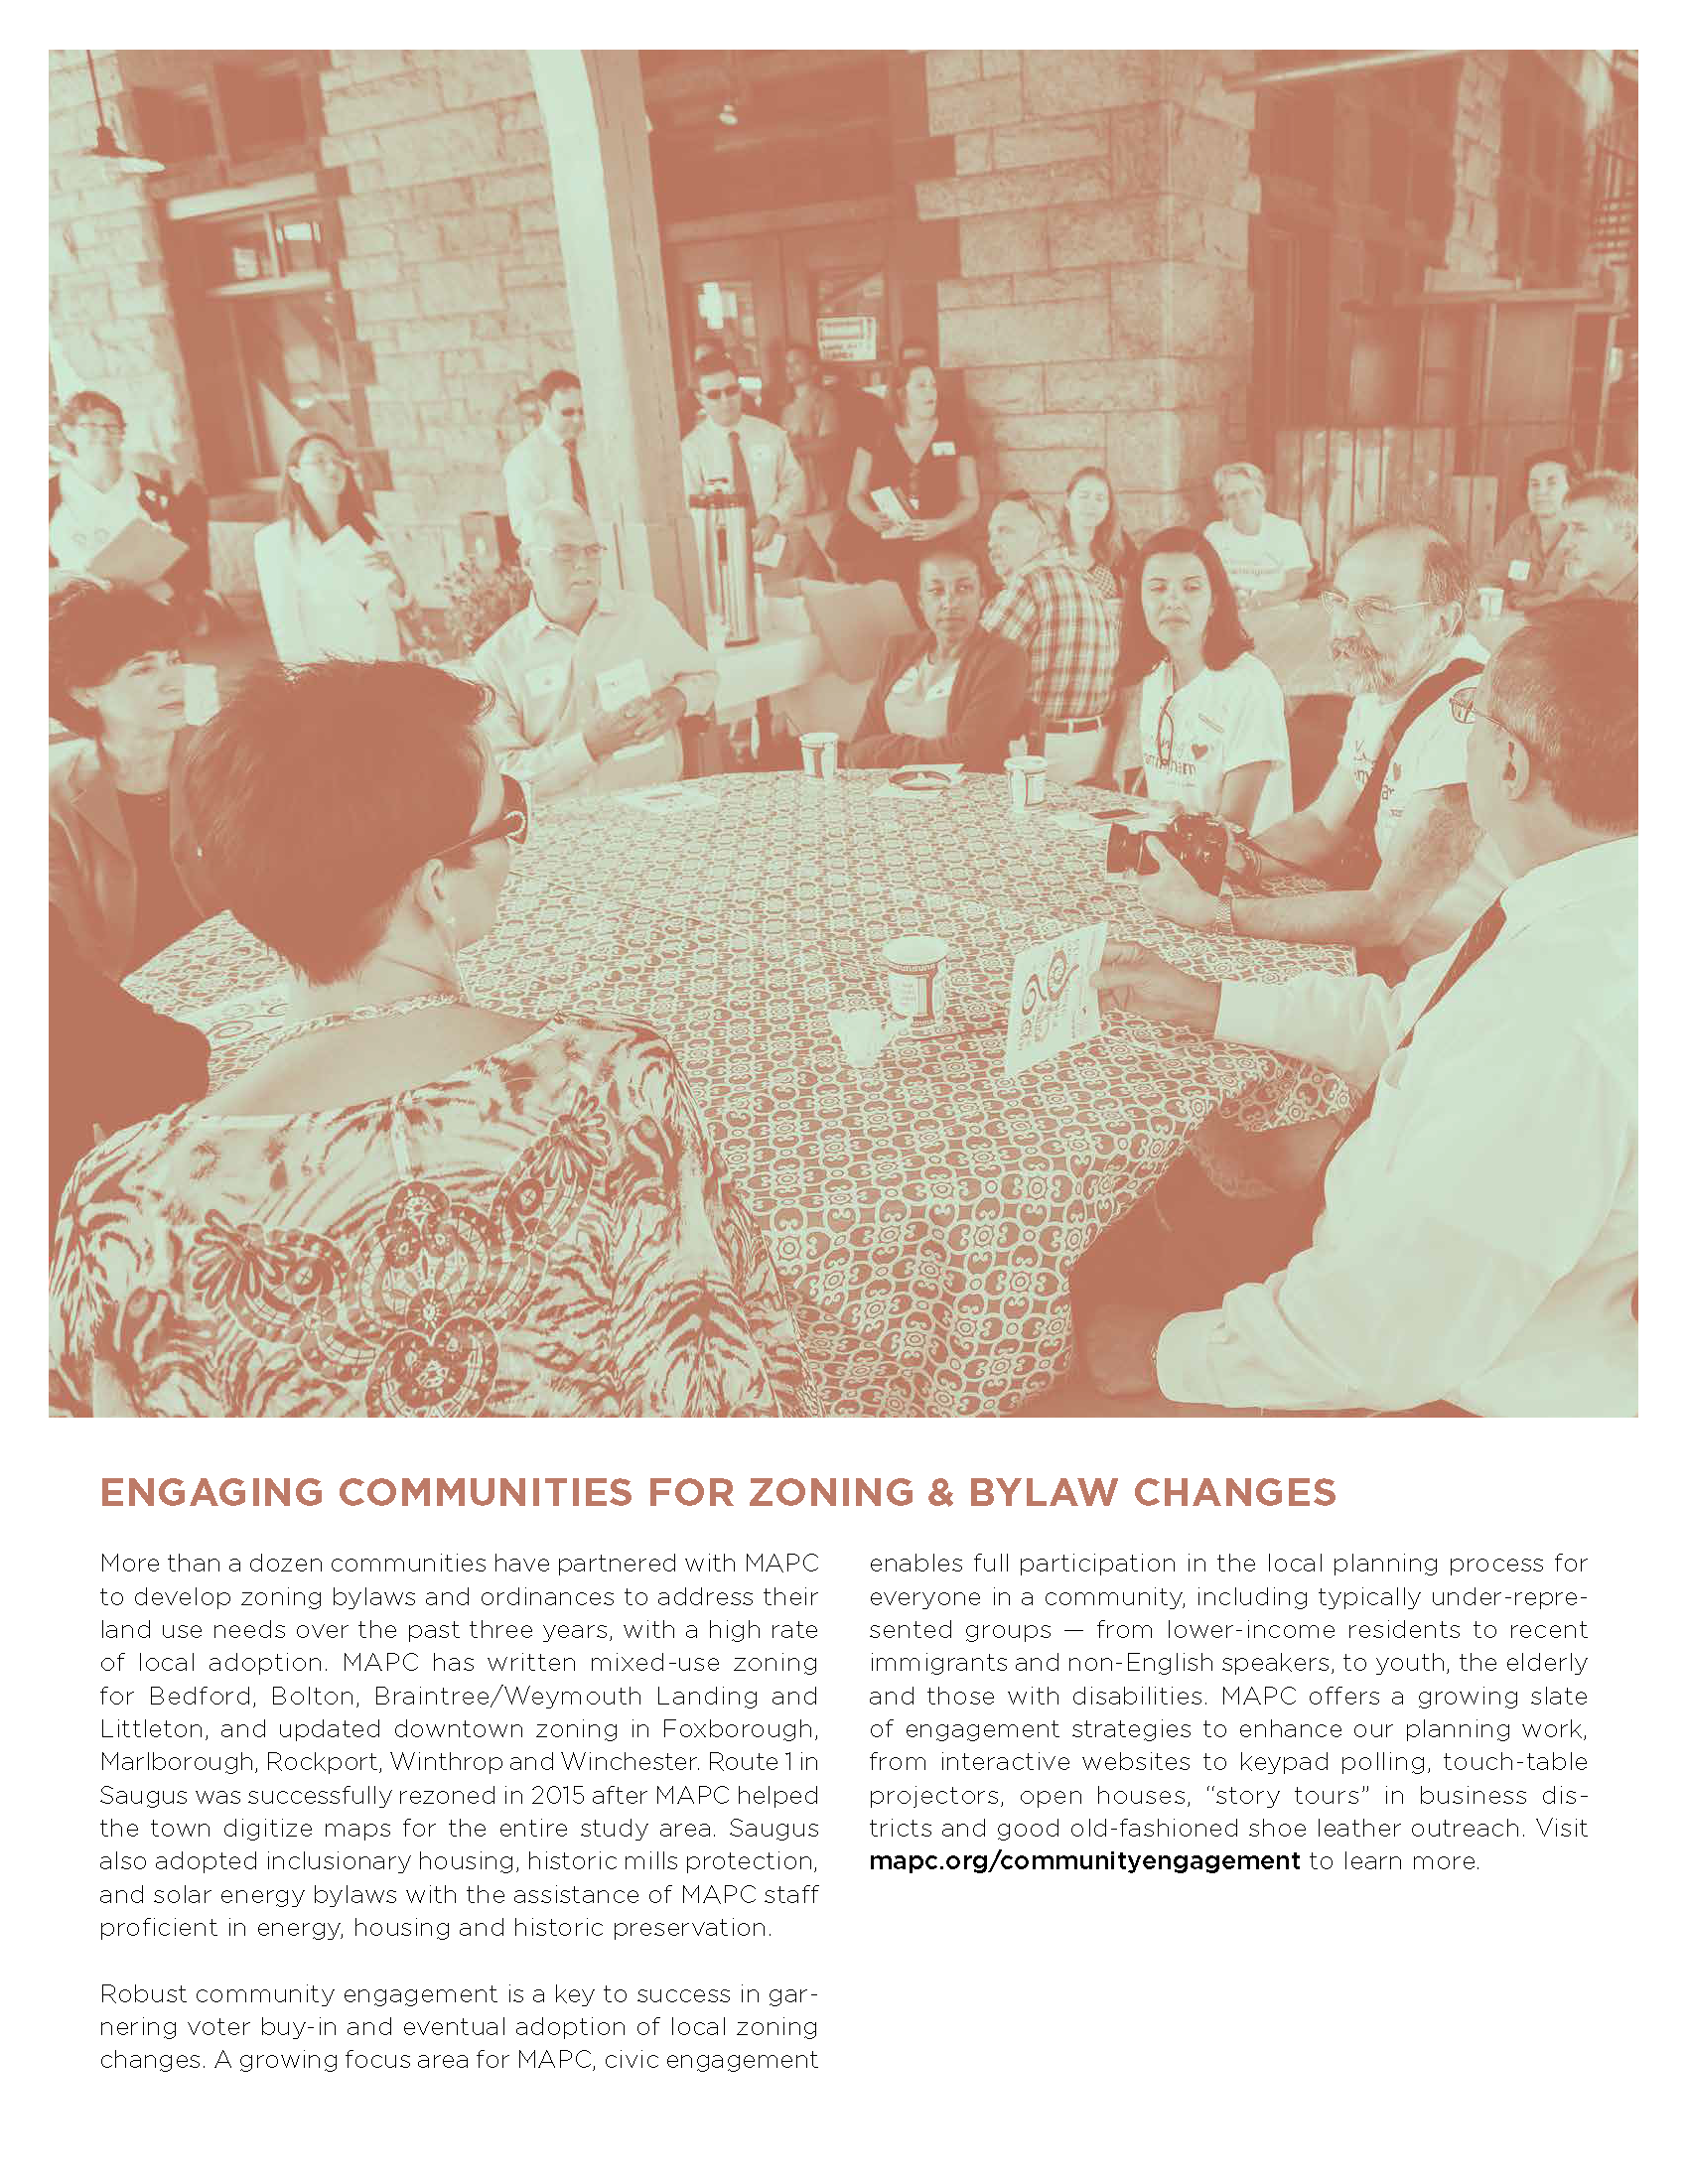 ENGAGING COMMUNITIES FOR ZONING & BYLAW CHANGES
More than a dozen communities have partnered with MAPC
to develop zoning bylaws and ordinances to address their
land use needs over the past three years, with a high rate
of local adoption. MAPC has written mixed-use zoning
for Bedford, Bolton, Braintree/Weymouth Landing and
Littleton, and updated downtown zoning in Foxborough,
Marlborough, Rockport, Winthrop and Winchester. Route 1 in
Saugus was successfully rezoned in 2015 after MAPC helped
the town digitize maps for the entire study area. Saugus
also adopted inclusionary housing, historic mills protection,
and solar energy bylaws with the assistance of MAPC staff
proficient in energy, housing and historic preservation.
Robust community engagement is a key to success in gar-
nering voter buy-in and eventual adoption of local zoning
changes. A growing focus area for MAPC, civic engagement
enables full participation in the local planning process for
everyone in a community, including typically under-repre-
sented groups — from lower-income residents to recent
immigrants and non-English speakers, to youth, the elderly
and those with disabilities. MAPC offers a growing slate
of engagement strategies to enhance our planning work,
from interactive websites to keypad polling, touch-table
projectors, open houses, “story tours” in business dis-
tricts and good old-fashioned shoe leather outreach. Visit
mapc.org/communityengagement to learn more.